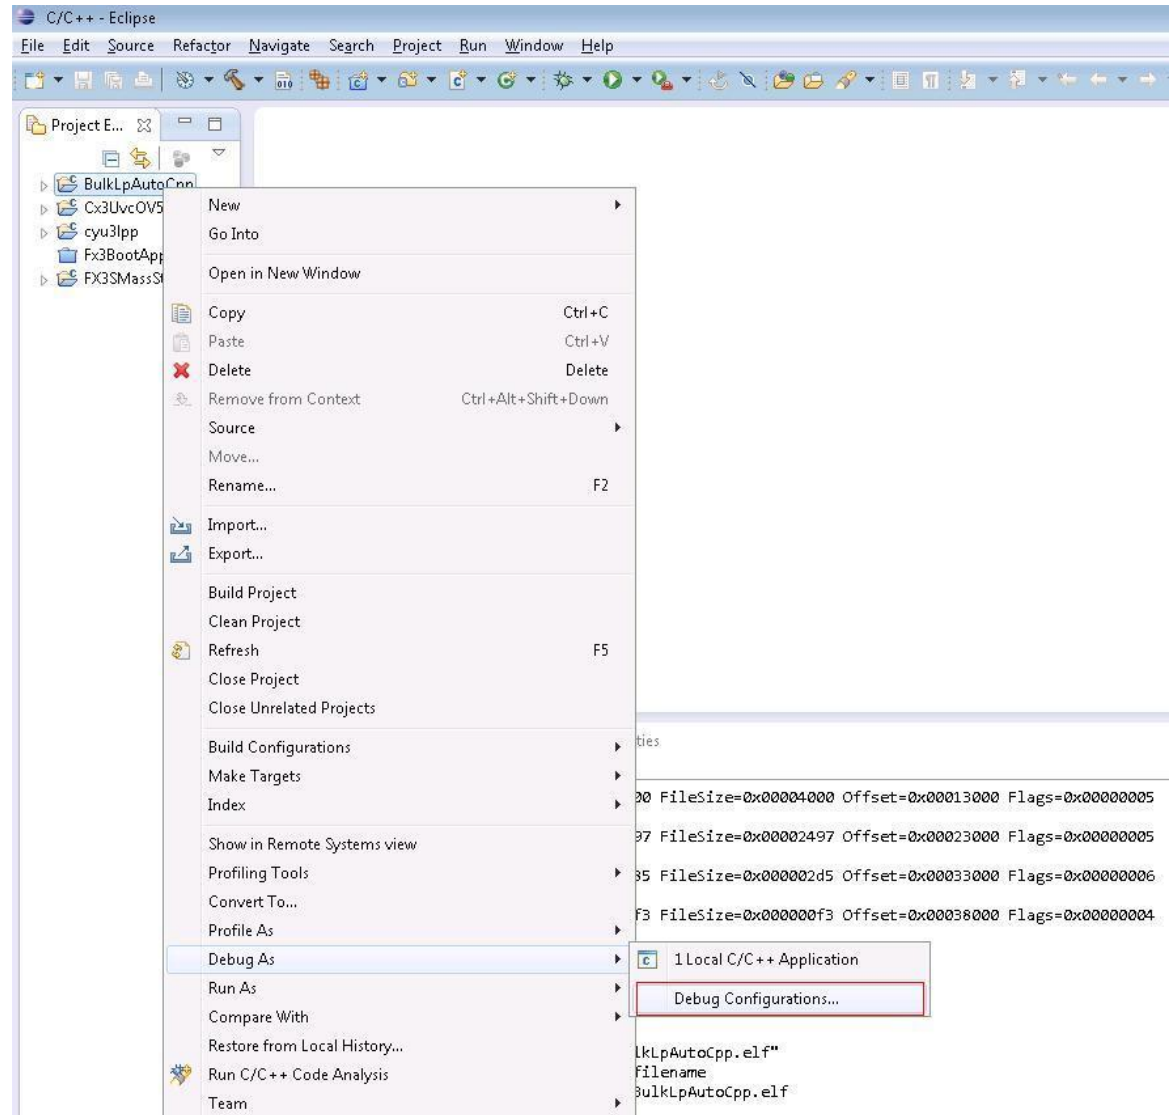 C/C++ - Eclipse
File Edit Source Refactor Navigate Search Project Run Window Help
Project E...
BulkLpAutoCpp
Cx3UvcOV5
cyu3lpp
Fx3BootApp
FX3SMassSt
New
Go Into
Open in New Window
Copy Ctrl+C
Paste Ctrl+V
Delete Delete
Remove from Context Ctrl+Alt+Shift+Down
Source
Move...
Rename... F2
Import...
Export...
Build Project
Clean Project
Refresh F5
Close Project
Close Unrelated Projects
Build Configurations
Make Targets
Index
Show in Remote Systems view
Profiling Tools
Convert To...
Profile As
Debug As
Run As
Compare With
Restore from Local History...
Run C/C++ Code Analysis
Team
1 Local C/C++ Application
Debug Configurations...
ties
00 FileSize=0x00004000 Offset=0x00013000 Flags=0x00000005
97 FileSize=0x00002497 Offset=0x00023000 Flags=0x00000005
35 FileSize=0x000002d5 Offset=0x00033000 Flags=0x00000006
f3 FileSize=0x000000f3 Offset=0x00038000 Flags=0x00000004
lkLpAutoCpp.elf"
filename
BulkLpAutoCpp.elf